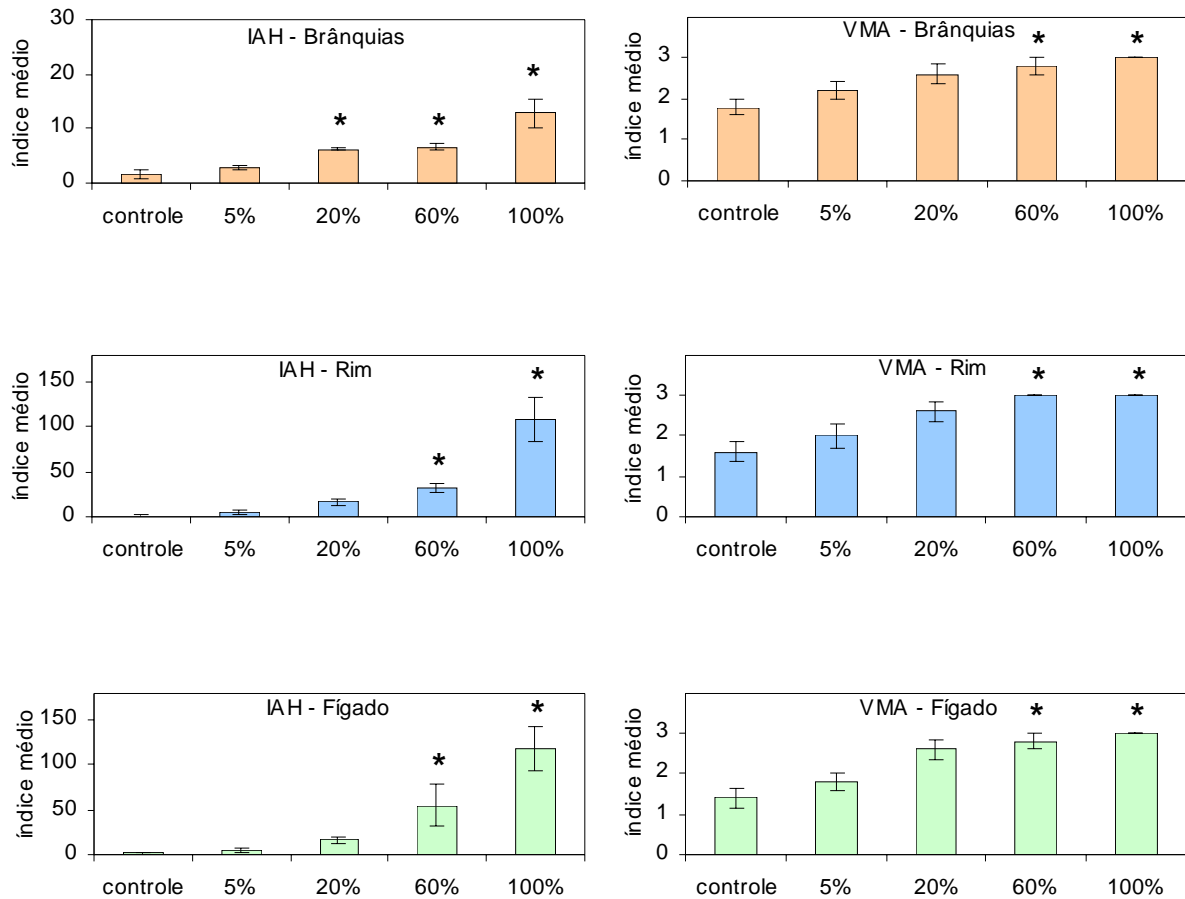 IAH - Brânquias
índice médio
30
20
10
0
* * *
controle 5% 20% 60% 100%
VMA - Brânquias
índice médio
3
2
1
0
* *
controle 5% 20% 60% 100%
IAH - Rim
índice médio
150
100
50
0
* *
controle 5% 20% 60% 100%
VMA - Rim
índice médio
3
2
1
0
* *
controle 5% 20% 60% 100%
IAH - Fígado
índice médio
150
100
50
0
* *
controle 5% 20% 60% 100%
VMA - Fígado
índice médio
3
2
1
0
* *
controle 5% 20% 60% 100%